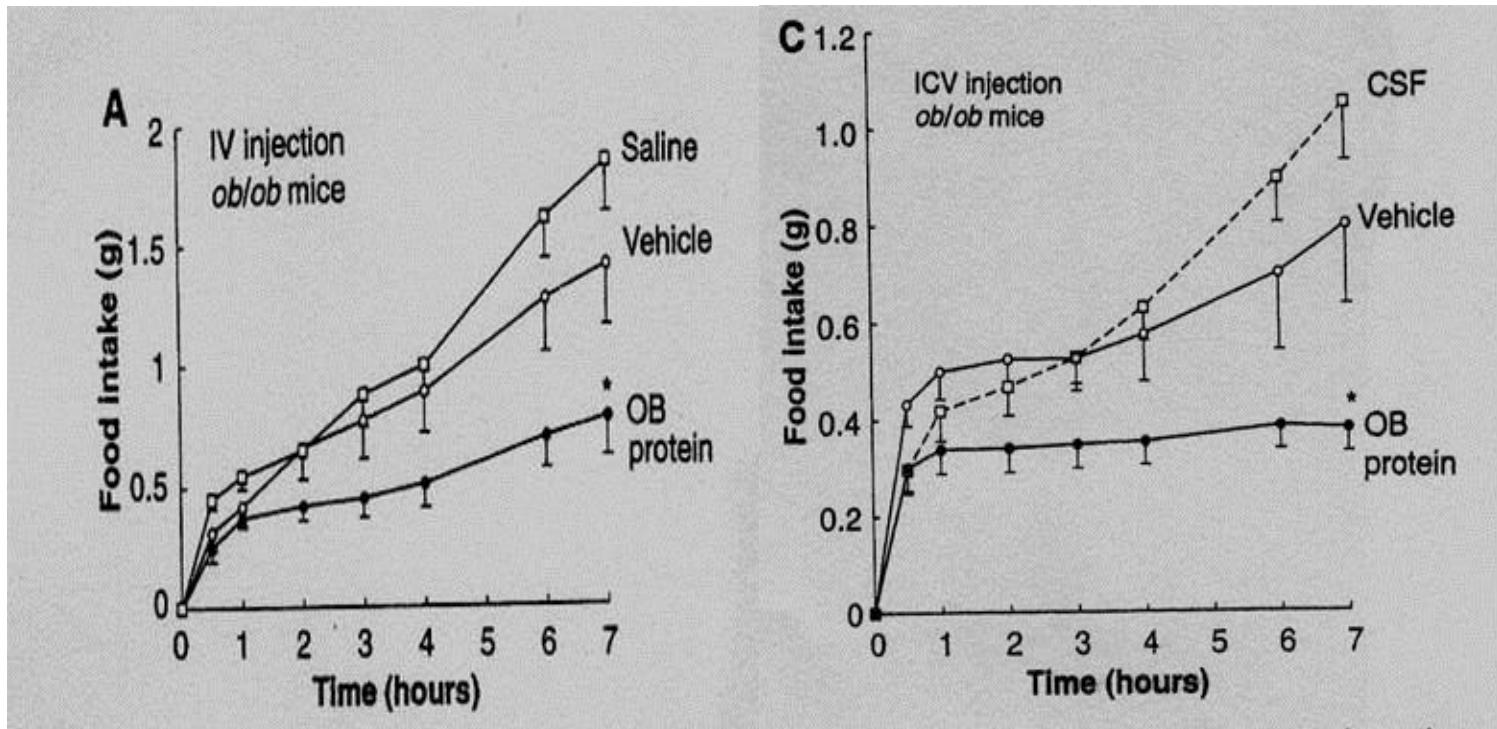 A
IV injection
ob/ob mice
Saline
Vehicle
*
OB
protein
Food intake (g)
2
1.5
1
0.5
0
0 1 2 3 4 6 7
Time (hours)
C
ICV injection
ob/ob mice
CSF
Vehicle
*
OB
protein
Food intake (g)
1.2
1.0
0.8
0.6
0.4
0.2
0
0 1 2 3 4 5 6 7
Time (hours)